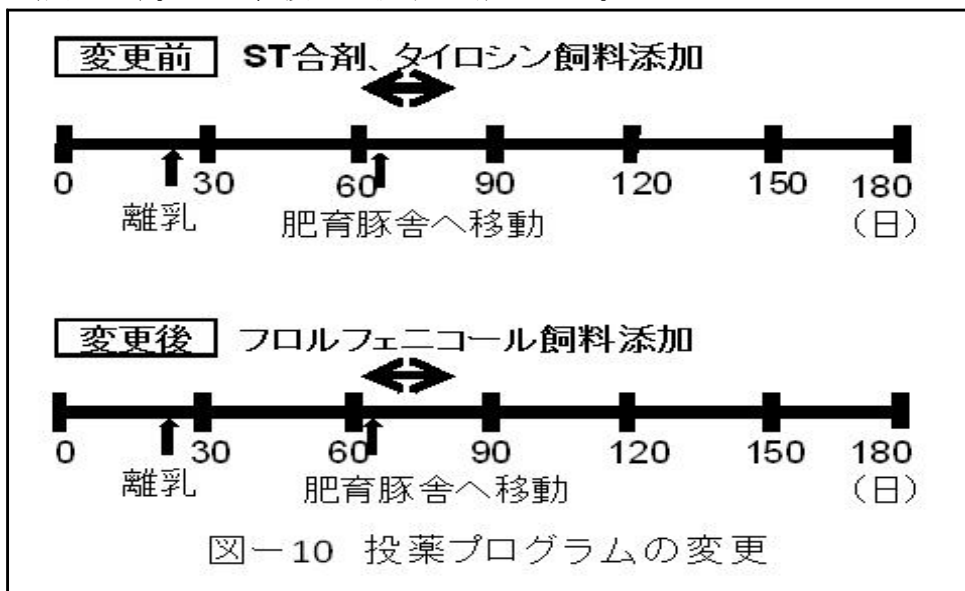 変更前 ST合剤、タイロシン飼料添加
0 30 60 90 120 150 180
離乳 肥育豚舎へ移動 (日)
変更後 フロルフェニコール飼料添加
0 30 60 90 120 150 180
離乳 肥育豚舎へ移動 (日)
図ー10 投薬プログラムの変更